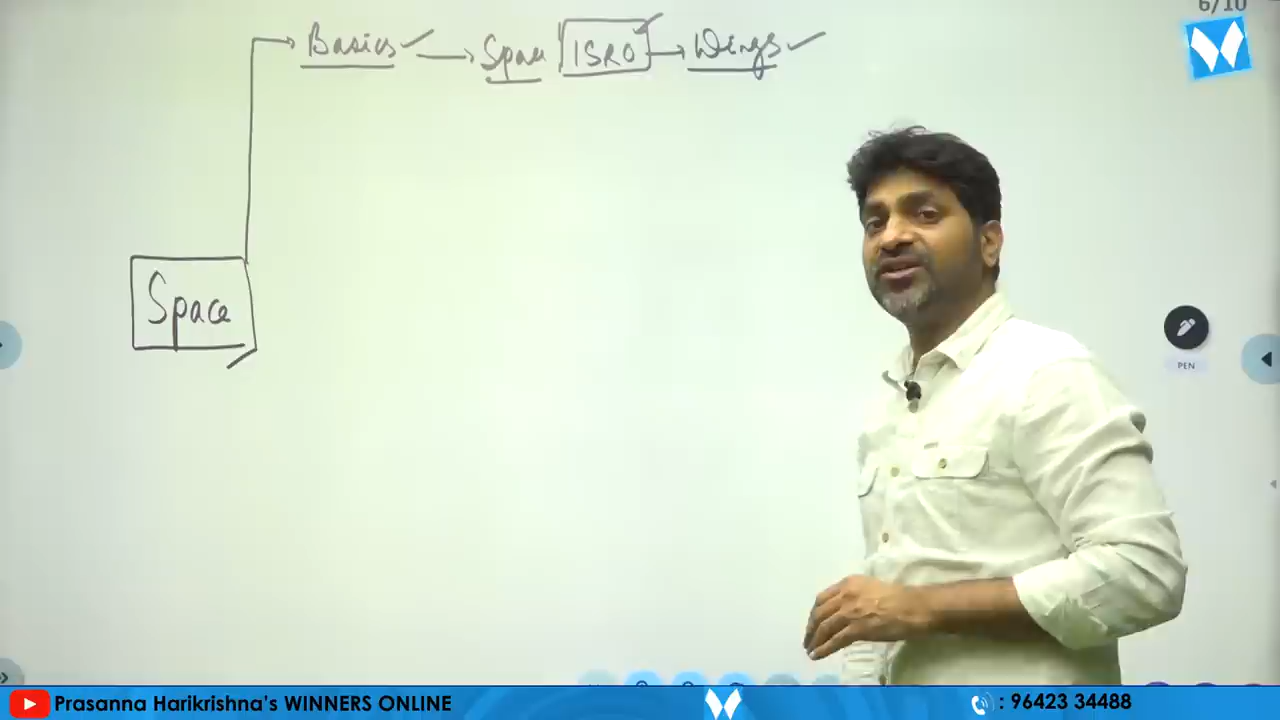 6/10
Basics ✓ → Space | ISRO → Wings ✓
Space
PEN
Prasanna Harikrishna's WINNERS ONLINE
: 96423 34488